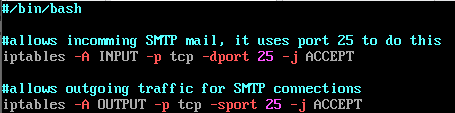 #/bin/bash
#allows incomming SMTP mail, it uses port 25 to do this
iptables -A INPUT -p tcp -dport 25 -j ACCEPT
#allows outgoing traffic for SMTP connections
iptables -A OUTPUT -p tcp -sport 25 -j ACCEPT